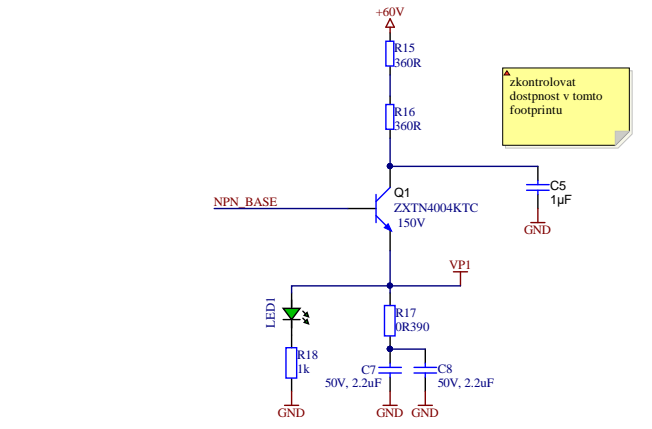 +60V
R15
360R
R16
360R
zkontrolovat
dostpnost v tomto
footprintu
C5
1µF
GND
Q1
ZXTN4004KTC
150V
NPN_BASE
VP1
LED1
R17
0R390
R18
1k
C7
50V, 2.2uF
C8
50V, 2.2uF
GND
GND
GND